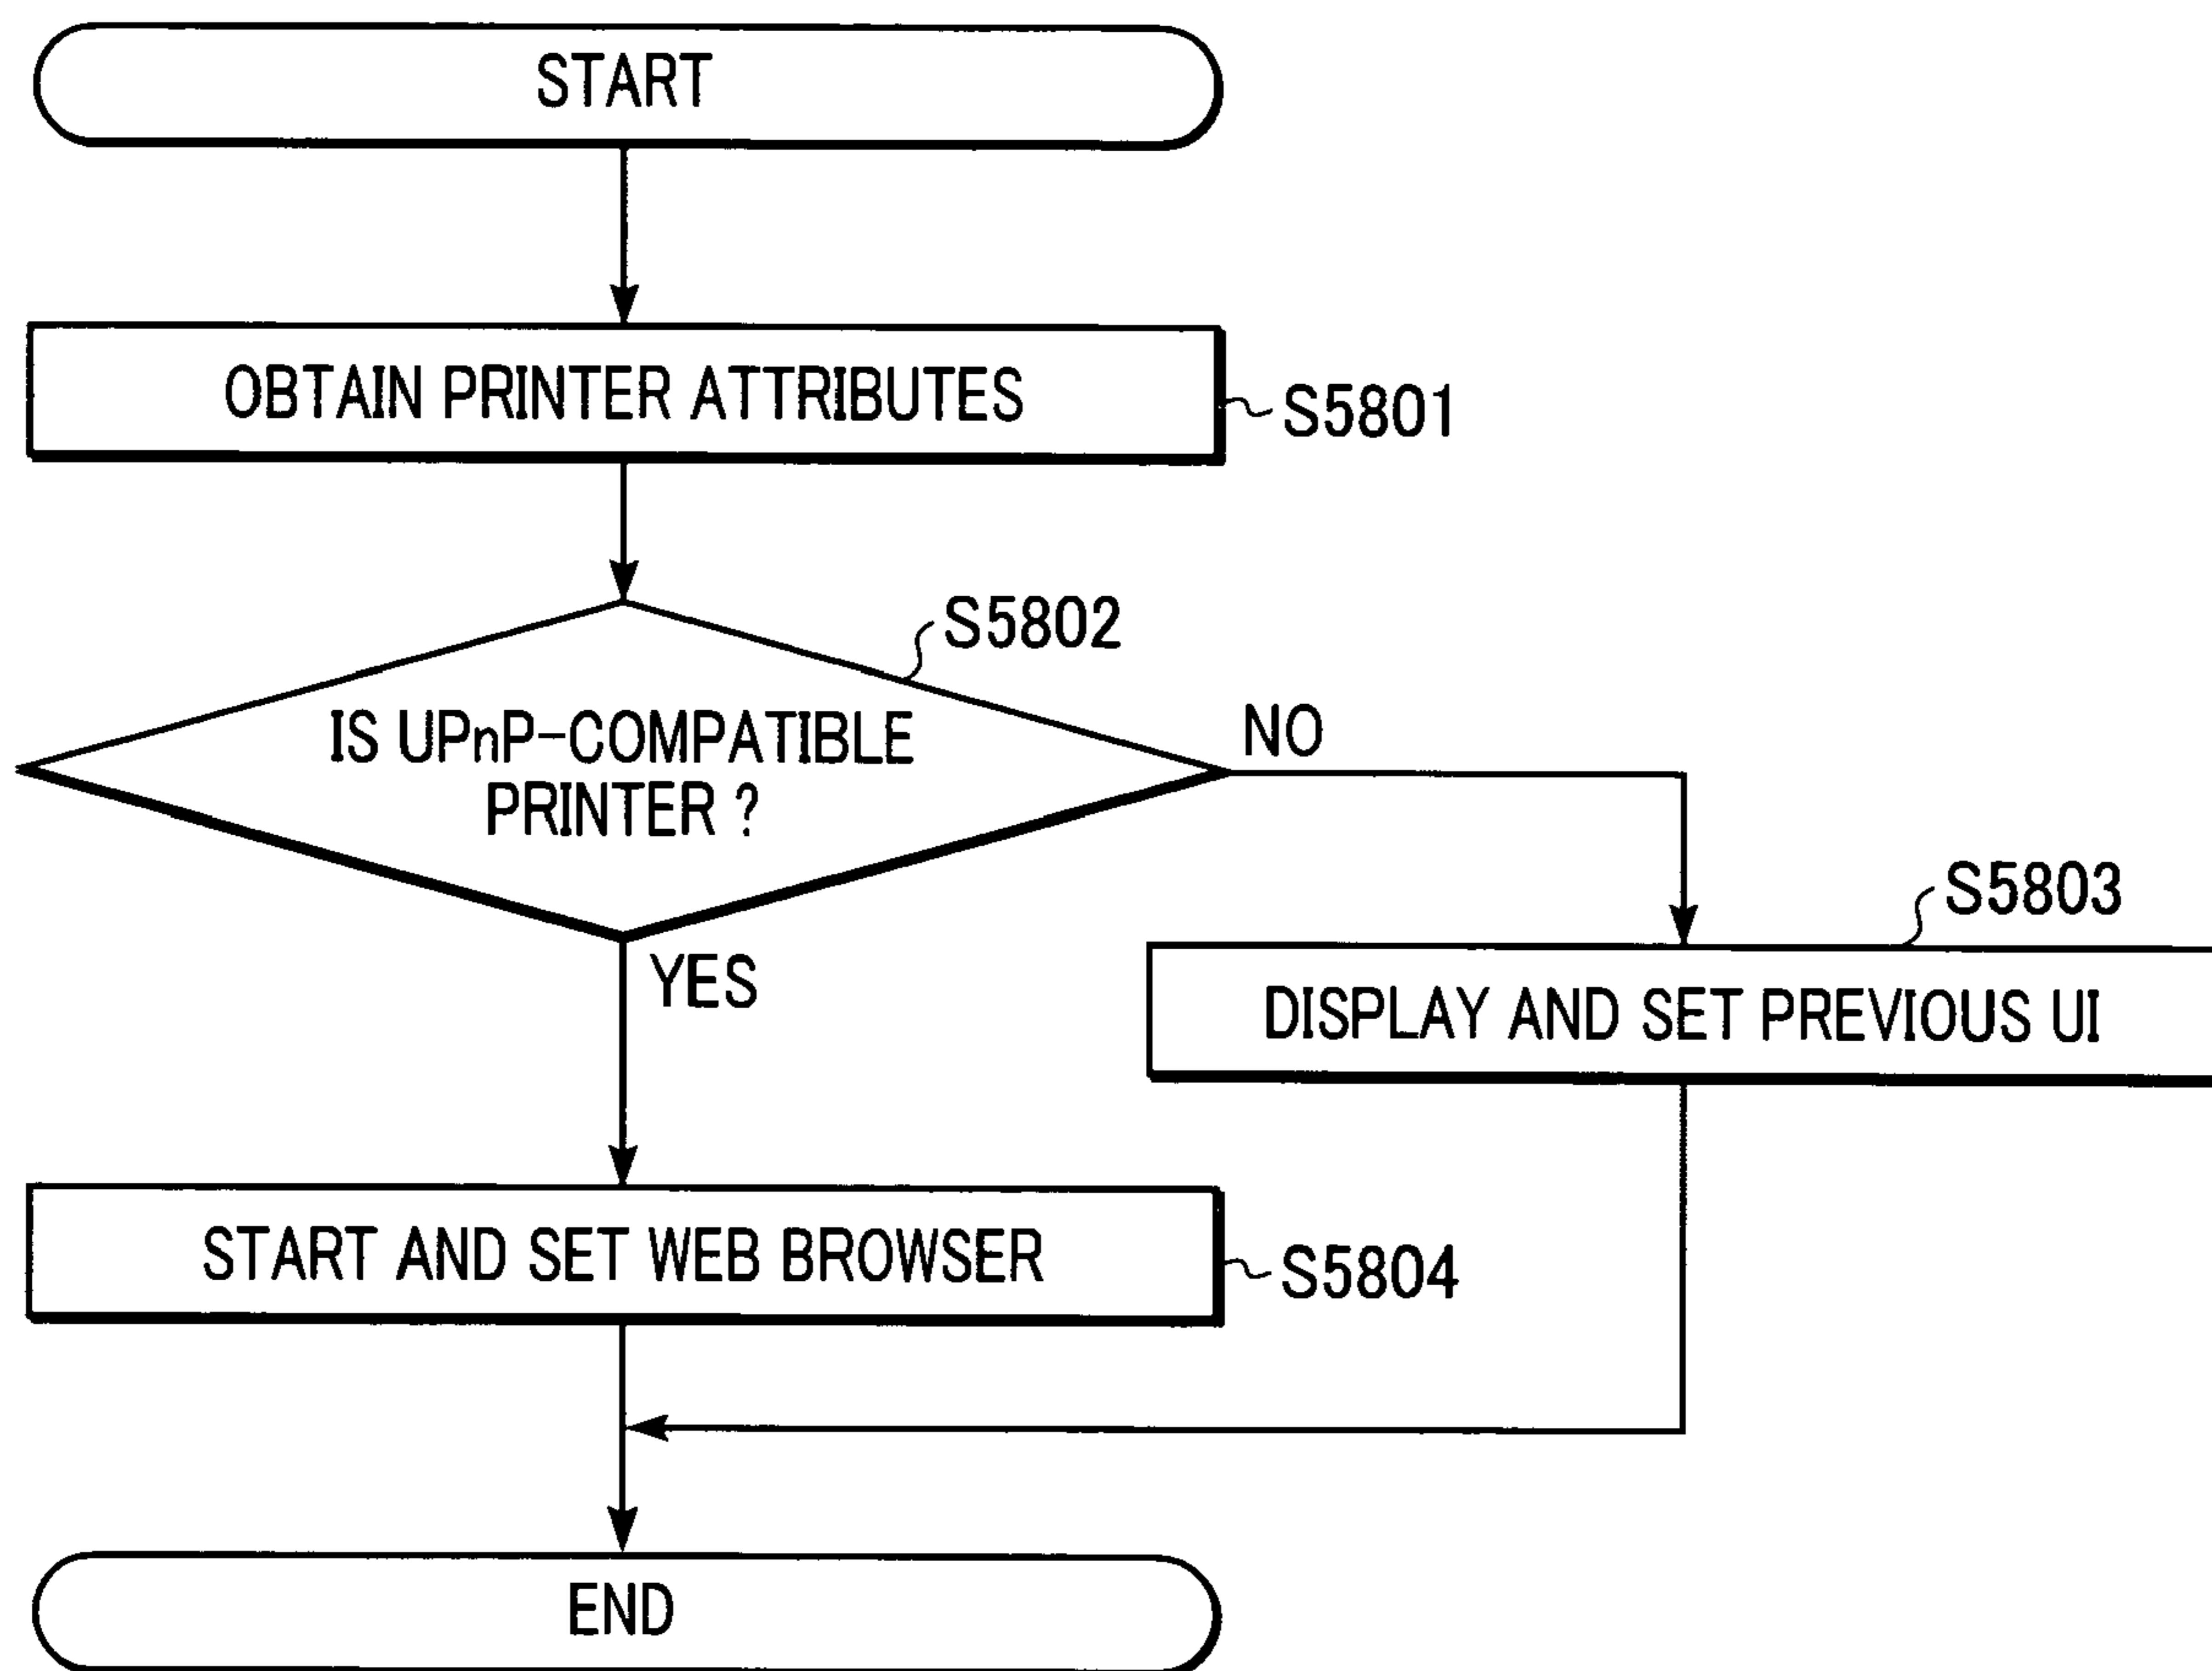 START
OBTAIN PRINTER ATTRIBUTES
S5801
S5802
IS UPnP-COMPATIBLE
PRINTER ?
NO
YES
S5803
DISPLAY AND SET PREVIOUS UI
START AND SET WEB BROWSER
S5804
END